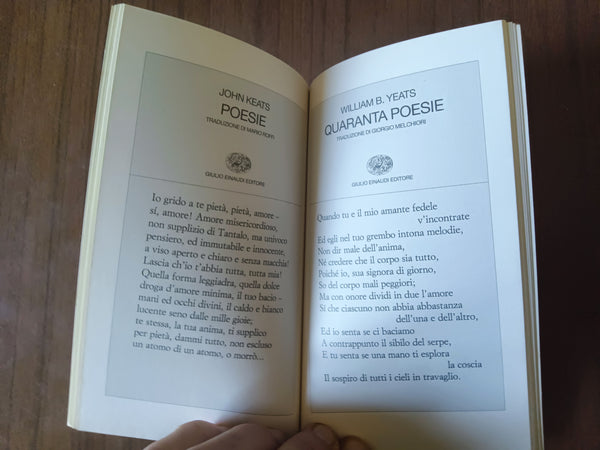 JOHN KEATS
POESIE
TRADUZIONE DI MARIO ROFFI
GIULIO EINAUDI EDITORE
Io grido a te pietà, pietà, amore –
sí, amore! Amore misericordioso,
non supplizio di Tantalo, ma univoco
pensiero, ed immutabile e innocente,
a viso aperto e chiaro e senza macchia!
Lascia ch'io t'abbia tutta, tutta mia!
Quella forma leggiadra, quella dolce
droga d'amore minima, il tuo bacio –
mani ed occhi divini, il caldo e bianco
lucente seno dalle mille gioie;
te stessa, la tua anima, ti supplico
per pietà, dammi tutto, non escluso
un atomo di un atomo, o morrò...
WILLIAM B. YEATS
QUARANTA POESIE
TRADUZIONE DI GIORGIO MELCHIORI
GIULIO EINAUDI EDITORE
Quando tu e il mio amante fedele
v'incontrate
Ed egli nel tuo grembo intona melodie,
Non dir male dell'anima,
Né credere che il corpo sia tutto,
Poiché io, sua signora di giorno,
So del corpo mali peggiori;
Ma con onore dividi in due l'amore
Sí che ciascuno non abbia abbastanza
dell'una e dell'altro,
Ed io senta se ci baciamo
A contrappunto il sibilo del serpe,
E tu senta se una mano ti esplora
la coscia
Il sospiro di tutti i cieli in travaglio.